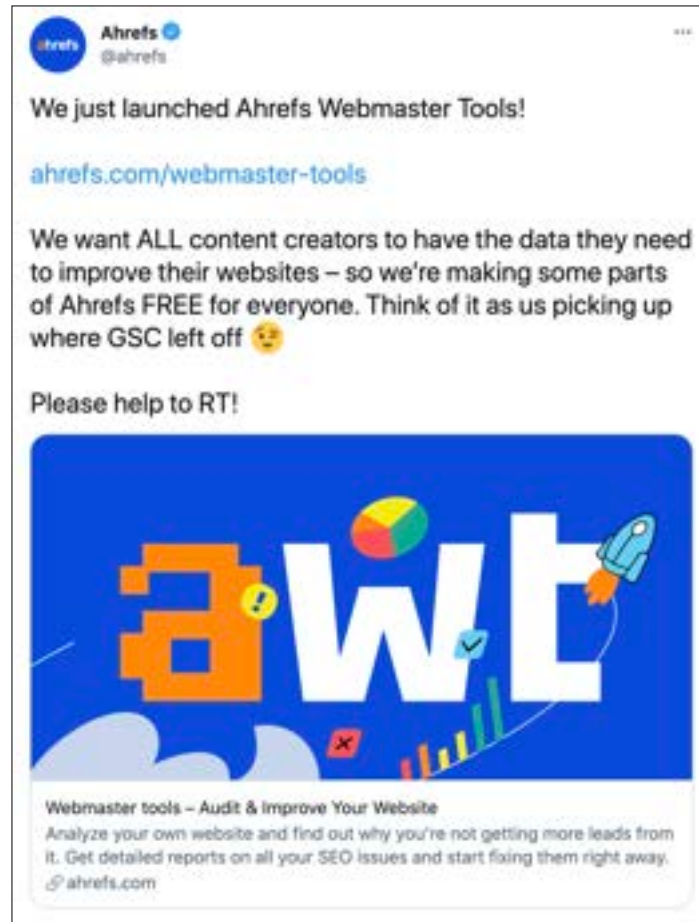 ahrefs
Ahrefs
@ahrefs
We just launched Ahrefs Webmaster Tools!
ahrefs.com/webmaster-tools
We want ALL content creators to have the data they need
to improve their websites – so we're making some parts
of Ahrefs FREE for everyone. Think of it as us picking up
where GSC left off 😉
Please help to RT!
awt
Webmaster tools – Audit & Improve Your Website
Analyze your own website and find out why you're not getting more leads from
it. Get detailed reports on all your SEO issues and start fixing them right away.
ahrefs.com